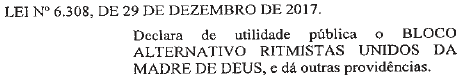 LEI Nº 6.308, DE 29 DE DEZEMBRO DE 2017.
Declara de utilidade pública o BLOCO
ALTERNATIVO RITMISTAS UNIDOS DA
MADRE DE DEUS, e dá outras providências.